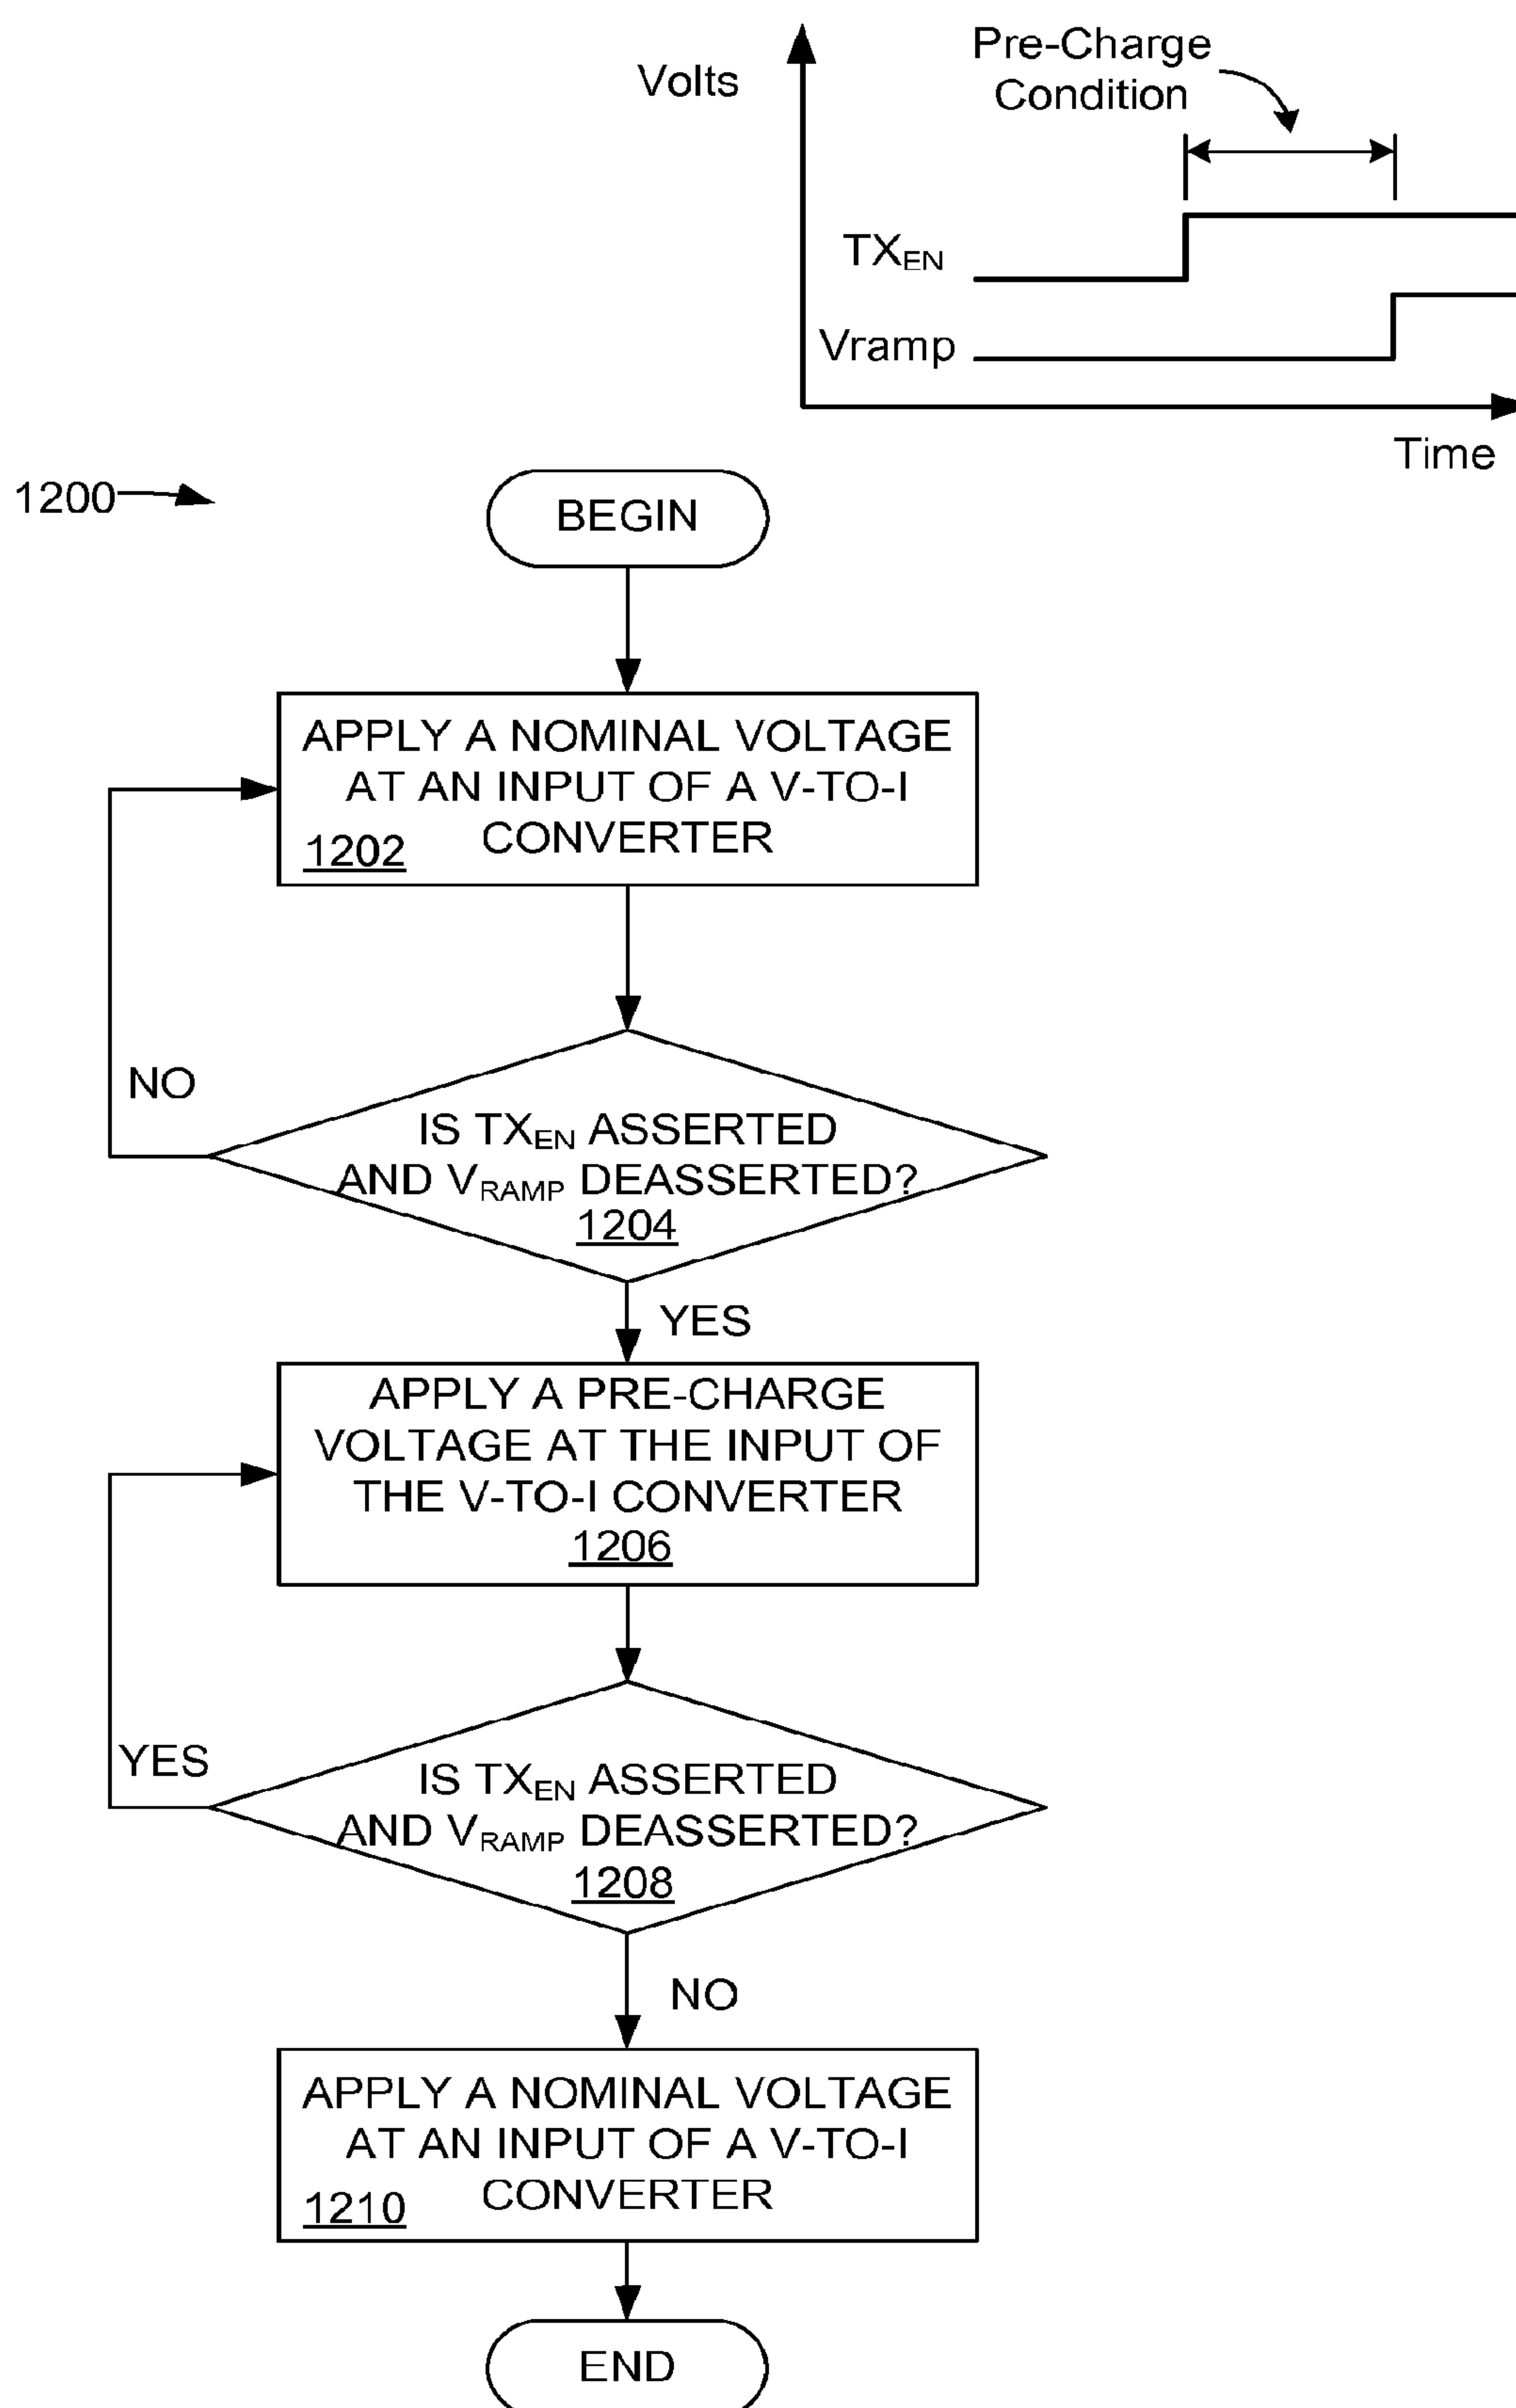 Volts
Pre-Charge
Condition
TXEN
Vramp
Time
1200
BEGIN
APPLY A NOMINAL VOLTAGE
AT AN INPUT OF A V-TO-I
CONVERTER
1202
NO
IS TXEN ASSERTED
AND VRAMP DEASSERTED?
1204
YES
APPLY A PRE-CHARGE
VOLTAGE AT THE INPUT OF
THE V-TO-I CONVERTER
1206
YES
IS TXEN ASSERTED
AND VRAMP DEASSERTED?
1208
NO
APPLY A NOMINAL VOLTAGE
AT AN INPUT OF A V-TO-I
CONVERTER
1210
END